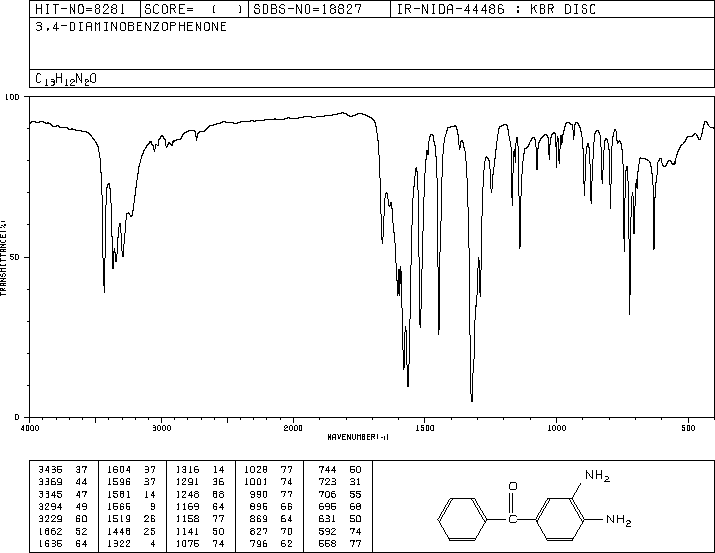 HIT-NO=8281 SCORE= ( ) SDBS-NO=18827 IR-NIDA-44486 : KBR DISC
3,4-DIAMINOBENZOPHENONE
C13H12N2O
100
TRANSMITTANCE(%)
50
0
4000 3000 2000 1500 1000 500
WAVENUMBER(-1)
3435 37 1604 37 1316 14 1028 77 744 50
3369 44 1596 37 1291 36 1001 74 723 31
3345 47 1581 14 1248 68 990 77 706 55
3294 49 1566 9 1169 64 896 66 695 68
3229 60 1519 26 1158 77 869 64 631 50
1662 52 1448 25 1141 50 827 70 592 74
1635 64 1322 4 1075 74 796 62 558 77
O
NH2
NH2